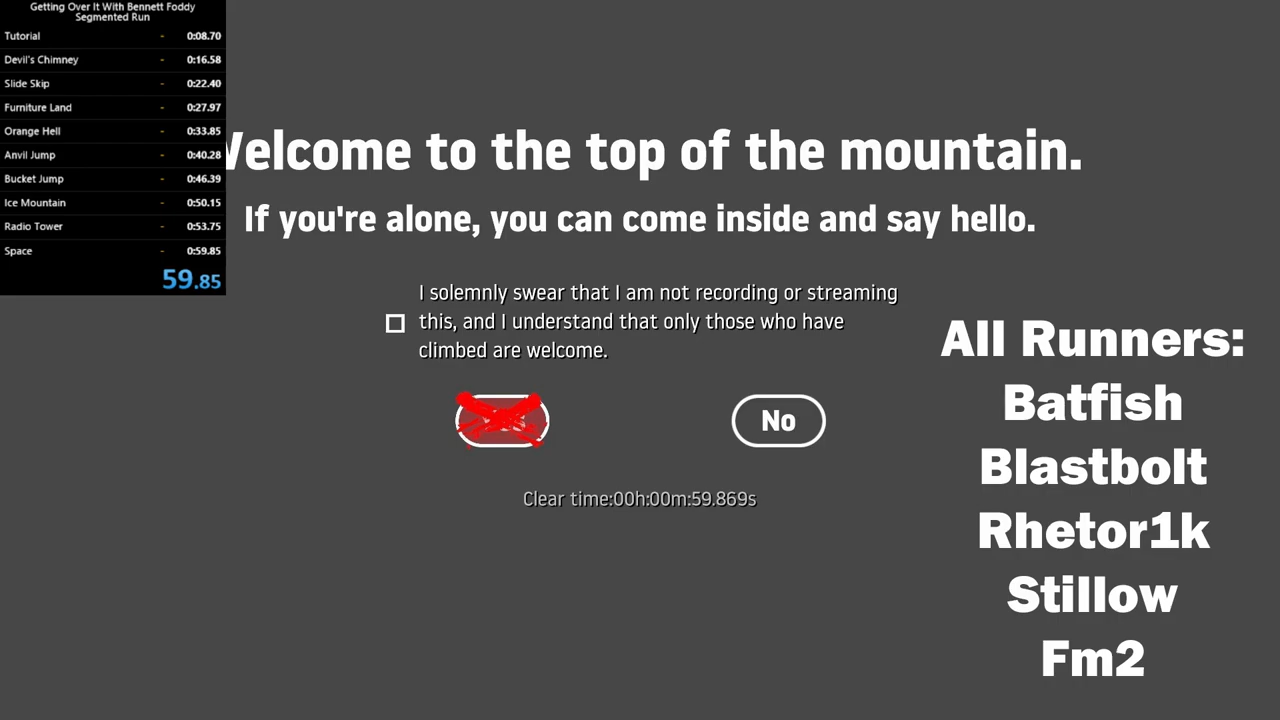 Getting Over It With Bennett Foddy
Segmented Run
Tutorial - 0:08.70
Devil's Chimney - 0:16.58
Slide Skip - 0:22.40
Furniture Land - 0:27.97
Orange Hell - 0:33.85
Anvil Jump - 0:40.28
Bucket Jump - 0:46.39
Ice Mountain - 0:50.15
Radio Tower - 0:53.75
Space - 0:59.85
59.85
Welcome to the top of the mountain.
If you're alone, you can come inside and say hello.
I solemnly swear that I am not recording or streaming
this, and I understand that only those who have
climbed are welcome.
No
Clear time:00h:00m:59.869s
All Runners:
Batfish
Blastbolt
Rhetor1k
Stillow
Fm2